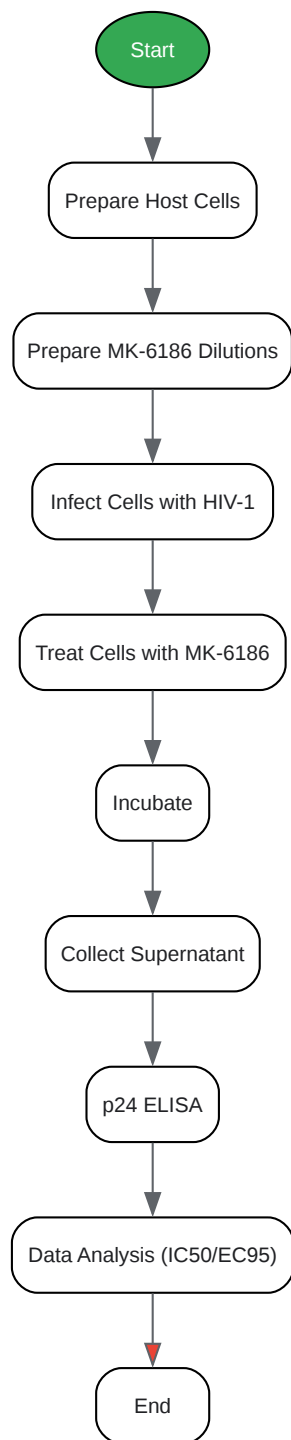 Start
Prepare Host Cells
Prepare MK-6186 Dilutions
Infect Cells with HIV-1
Treat Cells with MK-6186
Incubate
Collect Supernatant
p24 ELISA
Data Analysis (IC50/EC95)
End